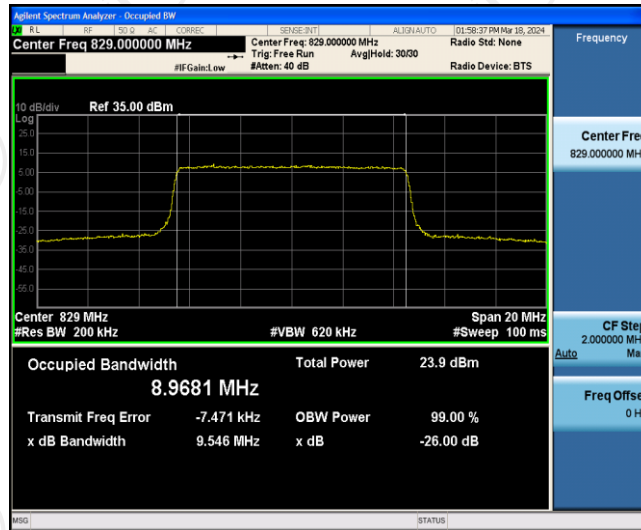 Agilent Spectrum Analyzer - Occupied BW
RL RF 50 Ω AC CORREC SENSE:INT ALIGNAUTO 01:58:37 PM Mar 18, 2024
Center Freq 829.000000 MHz
Center Freq: 829.000000 MHz
Radio Std: None
Trig: Free Run Avg|Hold: 30/30
#IFGain:Low
#Atten: 40 dB
Radio Device: BTS
10 dB/div Ref 35.00 dBm
Log
25.0
15.0
5.00
-5.00
-15.0
-25.0
-35.0
-45.0
-55.0
Center 829 MHz Span 20 MHz
#Res BW 200 kHz #VBW 620 kHz #Sweep 100 ms
Occupied Bandwidth Total Power 23.9 dBm
8.9681 MHz
Transmit Freq Error -7.471 kHz OBW Power 99.00 %
x dB Bandwidth 9.546 MHz x dB -26.00 dB
MSG STATUS
Frequency
Center Fre
829.000000 MH
CF Step
2.000000 MH
Auto Ma
Freq Offse
0 H